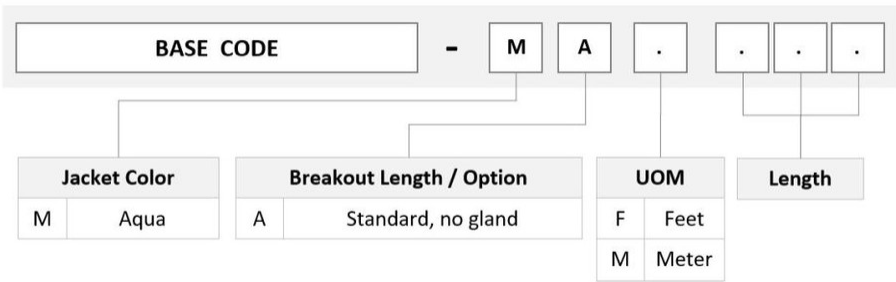 BASE CODE - M A . . . .
Jacket Color
M Aqua
Breakout Length / Option
A Standard, no gland
UOM
F Feet
M Meter
Length